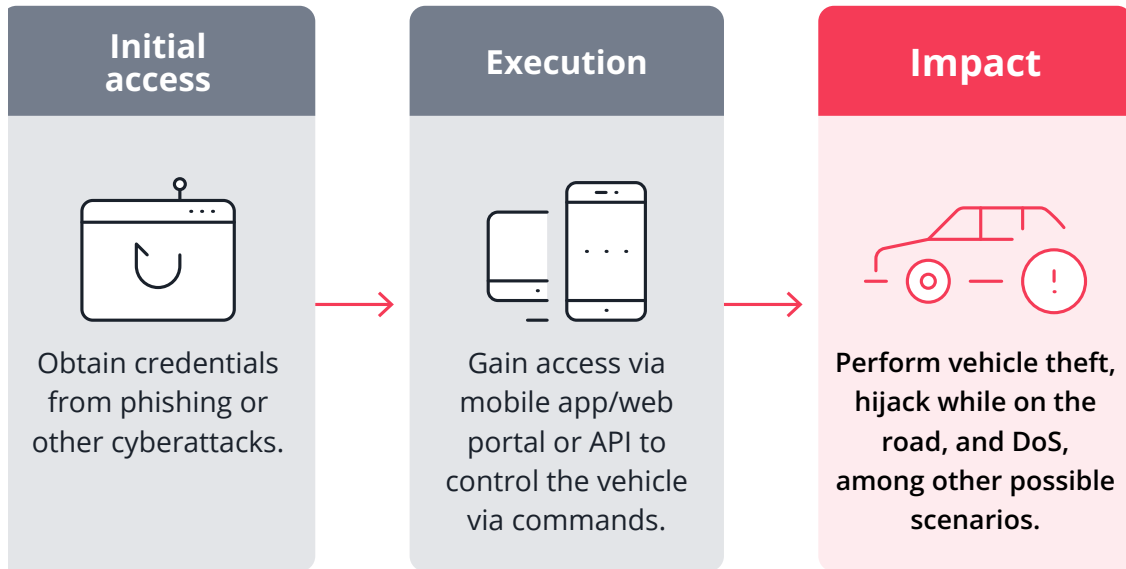 Initial
access
Obtain credentials
from phishing or
other cyberattacks.
Execution
Gain access via
mobile app/web
portal or API to
control the vehicle
via commands.
Impact
Perform vehicle theft,
hijack while on the
road, and DoS,
among other possible
scenarios.